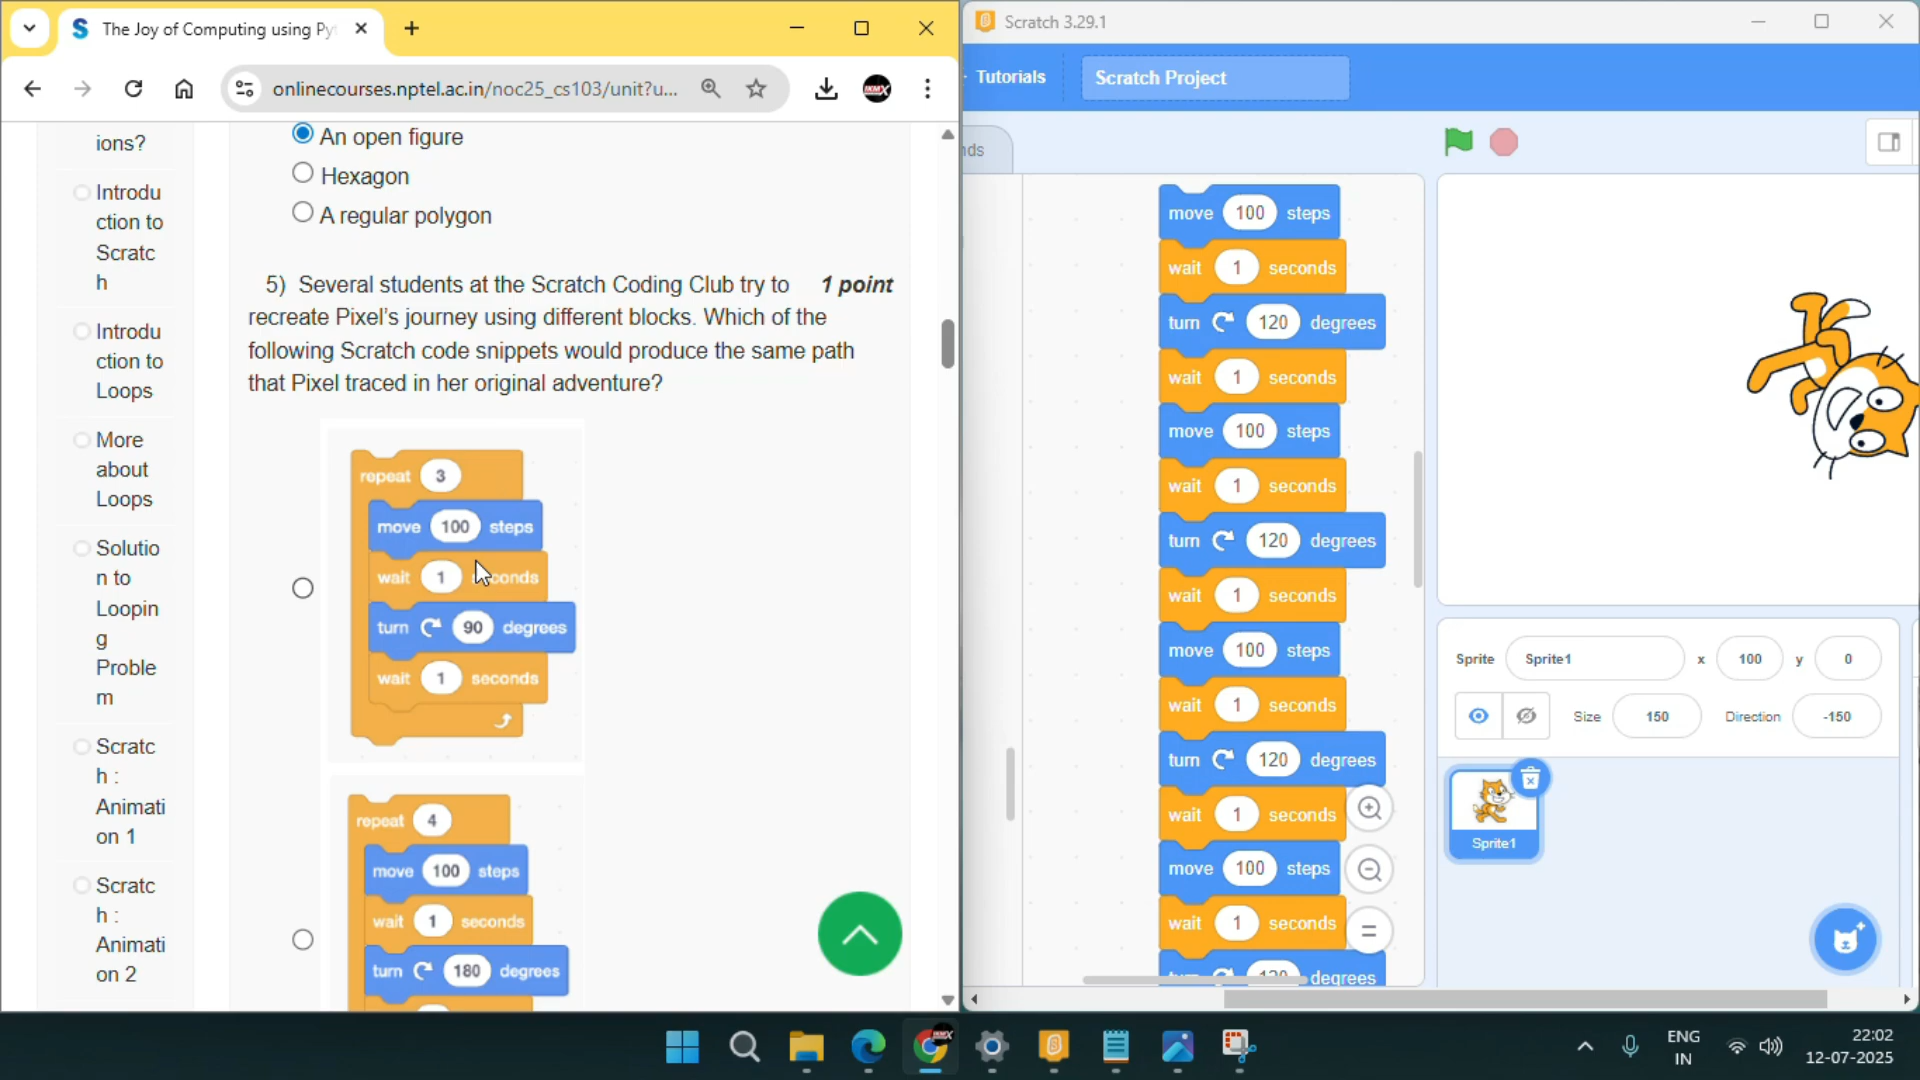 The Joy of Computing using Py
onlinecourses.nptel.ac.in/noc25_cs103/unit?u...
ions?
Introdu
ction to
Scratc
h
Introdu
ction to
Loops
More
about
Loops
Solutio
n to
Loopin
g
Proble
m
Scratc
h :
Animati
on 1
Scratc
h :
Animati
on 2
An open figure
Hexagon
A regular polygon
5) Several students at the Scratch Coding Club try to 1 point
recreate Pixel's journey using different blocks. Which of the
following Scratch code snippets would produce the same path
that Pixel traced in her original adventure?
repeat 3
move 100 steps
wait 1 seconds
turn 90 degrees
wait 1 seconds
repeat 4
move 100 steps
wait 1 seconds
turn 180 degrees
Scratch 3.29.1
Tutorials
Scratch Project
nds
move 100 steps
wait 1 seconds
turn 120 degrees
wait 1 seconds
move 100 steps
wait 1 seconds
turn 120 degrees
wait 1 seconds
move 100 steps
wait 1 seconds
turn 120 degrees
wait 1 seconds
move 100 steps
wait 1 seconds
turn 120 degrees
Sprite Sprite1 x 100 y 0
Size 150 Direction -150
Sprite1
ENG
IN
22:02
12-07-2025